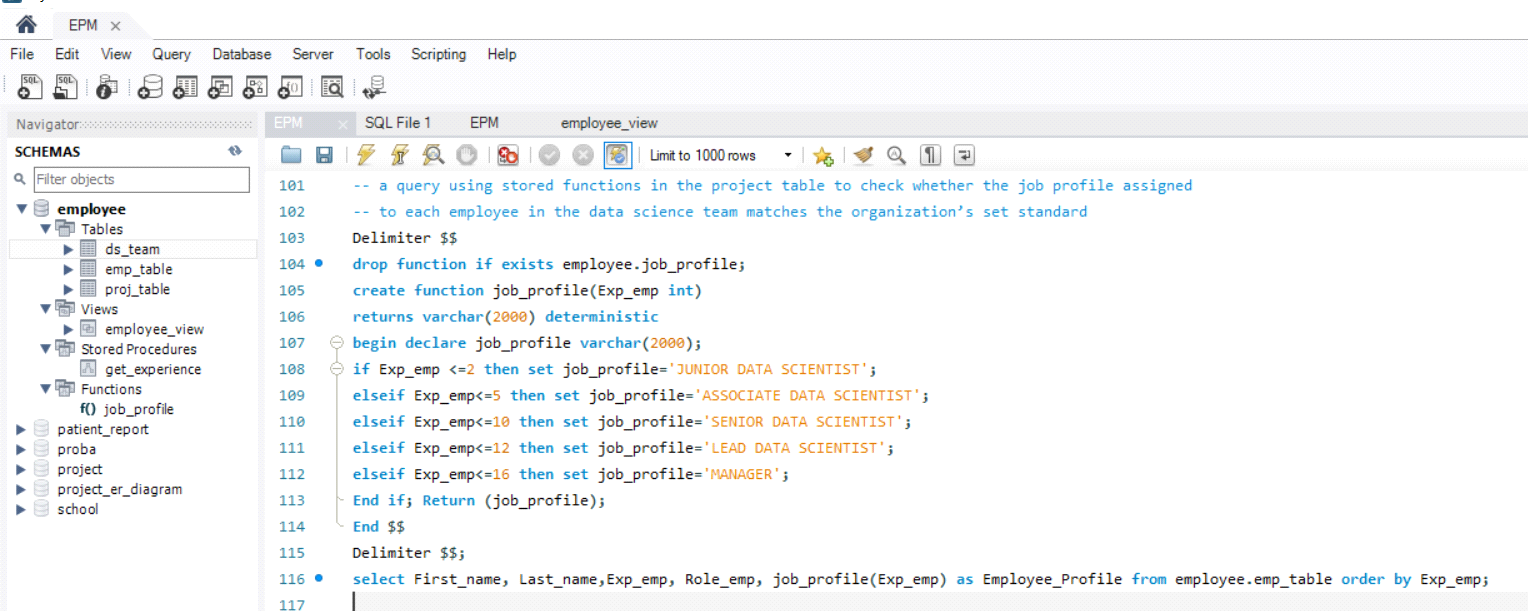 EPM
File Edit View Query Database Server Tools Scripting Help
SQL SQL
Navigator
SCHEMAS
Filter objects
employee
Tables
ds_team
emp_table
proj_table
Views
employee_view
Stored Procedures
get_experience
Functions
f() job_profile
patient_report
proba
project
project_er_diagram
school
EPM SQL File 1 EPM employee_view
Limit to 1000 rows
101 -- a query using stored functions in the project table to check whether the job profile assigned
102 -- to each employee in the data science team matches the organization’s set standard
103 Delimiter $$
104 drop function if exists employee.job_profile;
105 create function job_profile(Exp_emp int)
106 returns varchar(2000) deterministic
107 begin declare job_profile varchar(2000);
108 if Exp_emp <=2 then set job_profile='JUNIOR DATA SCIENTIST';
109 elseif Exp_emp<=5 then set job_profile='ASSOCIATE DATA SCIENTIST';
110 elseif Exp_emp<=10 then set job_profile='SENIOR DATA SCIENTIST';
111 elseif Exp_emp<=12 then set job_profile='LEAD DATA SCIENTIST';
112 elseif Exp_emp<=16 then set job_profile='MANAGER';
113 End if; Return (job_profile);
114 End $$
115 Delimiter $$;
116 select First_name, Last_name,Exp_emp, Role_emp, job_profile(Exp_emp) as Employee_Profile from employee.emp_table order by Exp_emp;
117